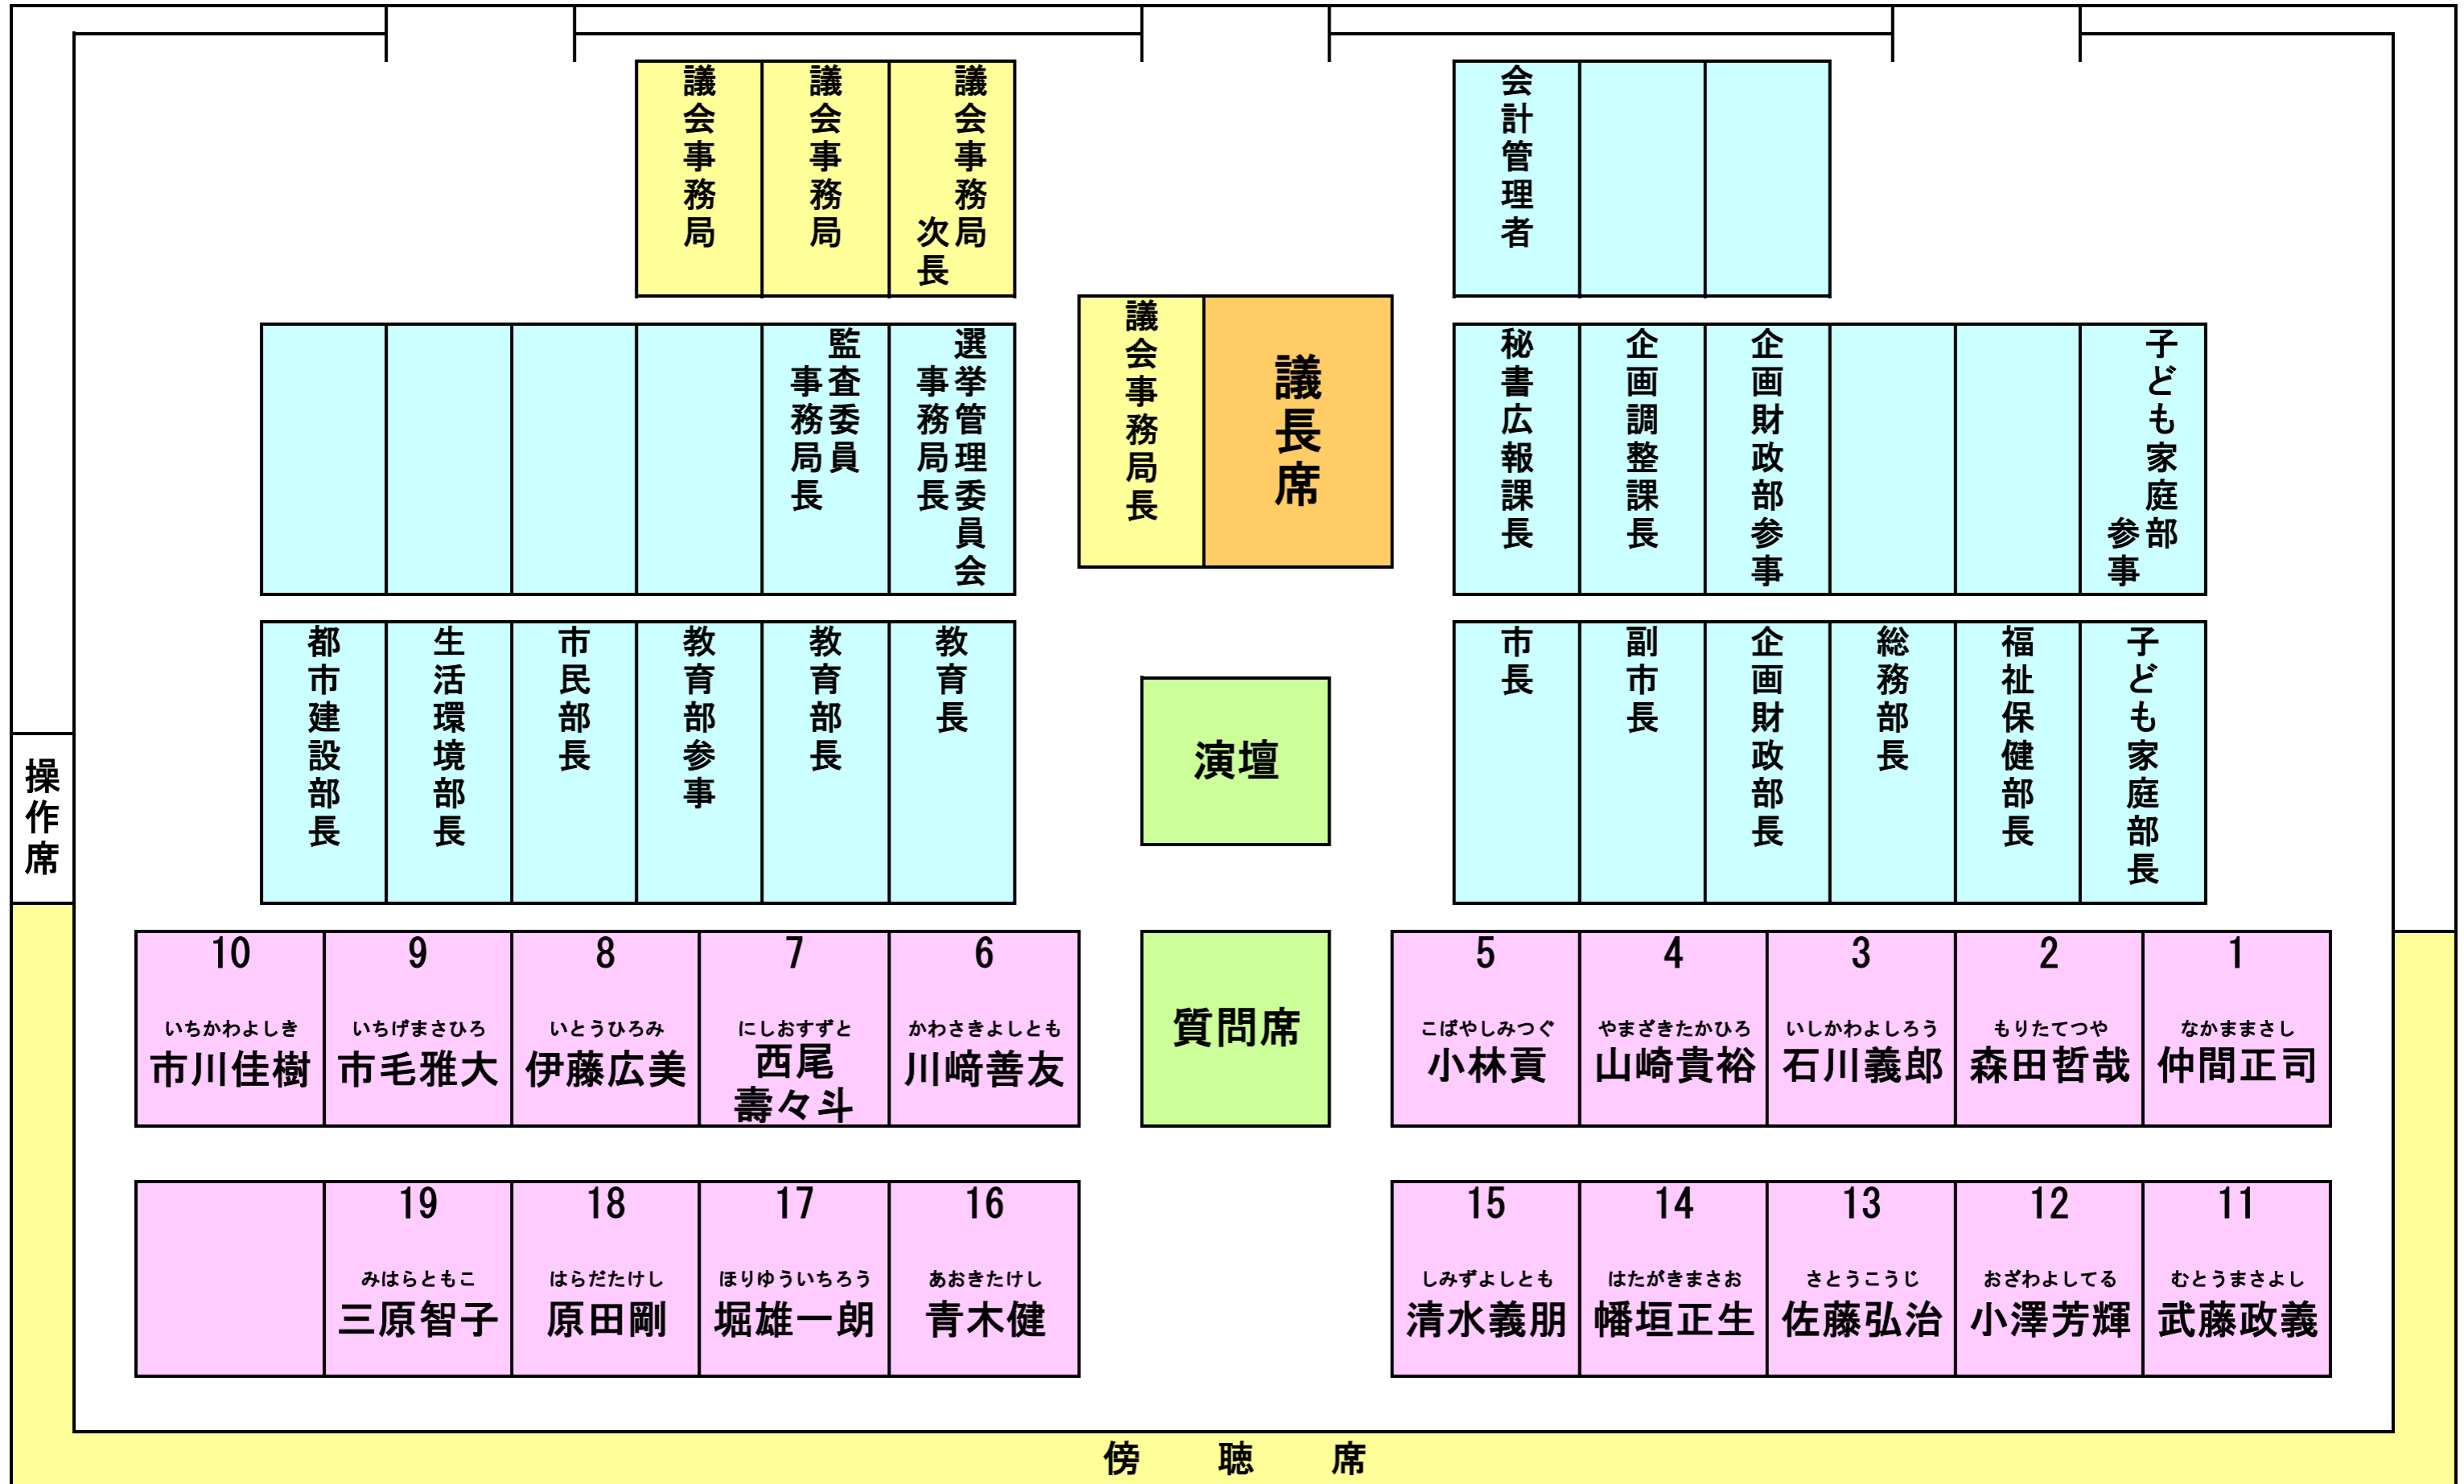 議会事務局
議会事務局
議会事務局
次長
会計管理者
監査委員
事務局長
選挙管理委員会
事務局長
議会事務局長
議長席
秘書広報課長
企画調整課長
企画財政部参事
子ども家庭部
参事
都市建設部長
生活環境部長
市民部長
教育部参事
教育部長
教育長
演壇
市長
副市長
企画財政部長
総務部長
福祉保健部長
子ども家庭部長
操作席
10
いちかわよしき
市川佳樹
9
いちげまさひろ
市毛雅大
8
いとうひろみ
伊藤広美
7
にしおすずと
西尾
壽々斗
6
かわさきよしとも
川﨑善友
質問席
5
こばやしみつぐ
小林貢
4
やまざきたかひろ
山崎貴裕
3
いしかわよしろう
石川義郎
2
もりたてつや
森田哲哉
1
なかままさし
仲間正司
19
みはらともこ
三原智子
18
はらだたけし
原田剛
17
ほりゆういちろう
堀雄一朗
16
あおきたけし
青木健
15
しみずよしとも
清水義朋
14
はたがきまさお
幡垣正生
13
さとうこうじ
佐藤弘治
12
おざわよしてる
小澤芳輝
11
むとうまさよし
武藤政義
傍聴席